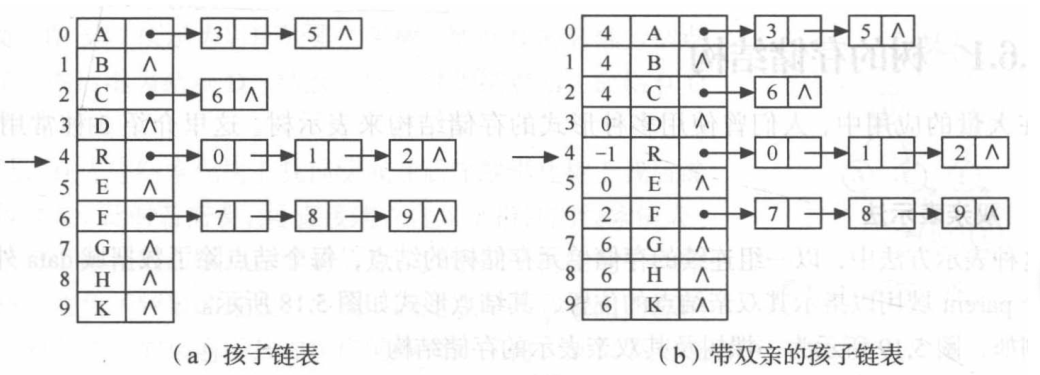 0 A 3 5 ∧
1 B ∧
2 C 6 ∧
3 D ∧
4 R 0 1 2 ∧
5 E ∧
6 F 7 8 9 ∧
7 G ∧
8 H ∧
9 K ∧
(a)孩子链表
0 4 A 3 5 ∧
1 4 B ∧
2 4 C 6 ∧
3 0 D ∧
4 -1 R 0 1 2 ∧
5 0 E ∧
6 2 F 7 8 9 ∧
7 6 G ∧
8 6 H ∧
9 6 K ∧
(b)带双亲的孩子链表